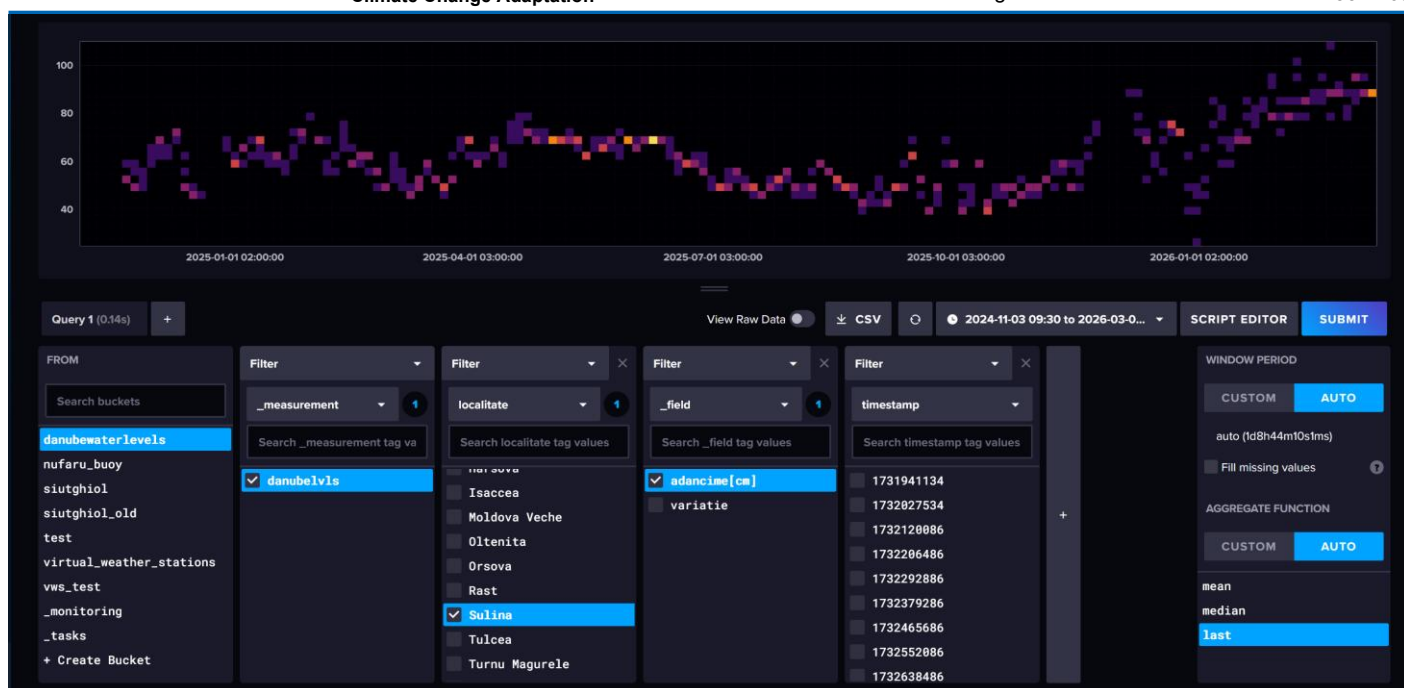 Climate Change Adaptation
100
80
60
40
2025-01-01 02:00:00
2025-04-01 03:00:00
2025-07-01 03:00:00
2025-10-01 03:00:00
2026-01-01 02:00:00
Query 1 (0.14s)
+
View Raw Data
CSV
2024-11-03 09:30 to 2026-03-0...
SCRIPT EDITOR
SUBMIT
FROM
Search buckets
danubewaterlevels
nufaru_buoy
siutghiol
siutghiol_old
test
virtual_weather_stations
vws_test
_monitoring
_tasks
+ Create Bucket
Filter
_measurement
1
Search _measurement tag va
danubelvls
Filter
localitate
1
Search localitate tag values
Isaccea
Moldova Veche
Oltenita
Orsova
Rast
Sulina
Tulcea
Turnu Magurele
Filter
_field
1
Search _field tag values
adancime[cm]
variatie
Filter
timestamp
Search timestamp tag values
1731941134
1732027534
1732120086
1732206486
1732292886
1732379286
1732465686
1732552086
1732638486
+
WINDOW PERIOD
CUSTOM
AUTO
auto (1d8h44m10s1ms)
Fill missing values
?
AGGREGATE FUNCTION
CUSTOM
AUTO
mean
median
last